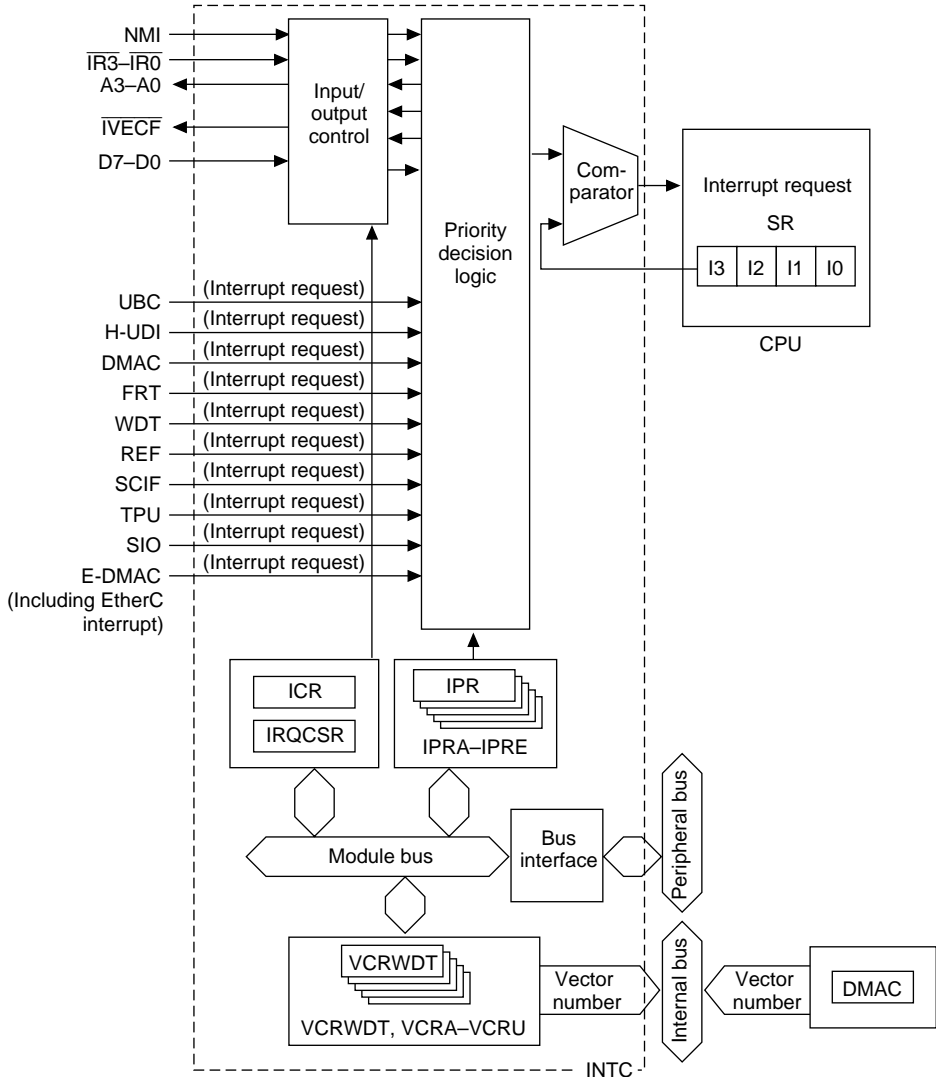 NMI
IR3–IR0
A3–A0
IVECF
D7–D0
Input/
output
control
Priority
decision
logic
Com-
parator
Interrupt request
SR
I3 I2 I1 I0
CPU
UBC (Interrupt request)
H-UDI (Interrupt request)
DMAC (Interrupt request)
FRT (Interrupt request)
WDT (Interrupt request)
REF (Interrupt request)
SCIF (Interrupt request)
TPU (Interrupt request)
SIO (Interrupt request)
E-DMAC (Interrupt request)
(Including EtherC
interrupt)
ICR
IRQCSR
IPR
IPRA–IPRE
Module bus
Bus
interface
Peripheral bus
VCRWDT
VCRWDT, VCRA–VCRU
Vector
number
Internal bus
Vector
number
DMAC
INTC